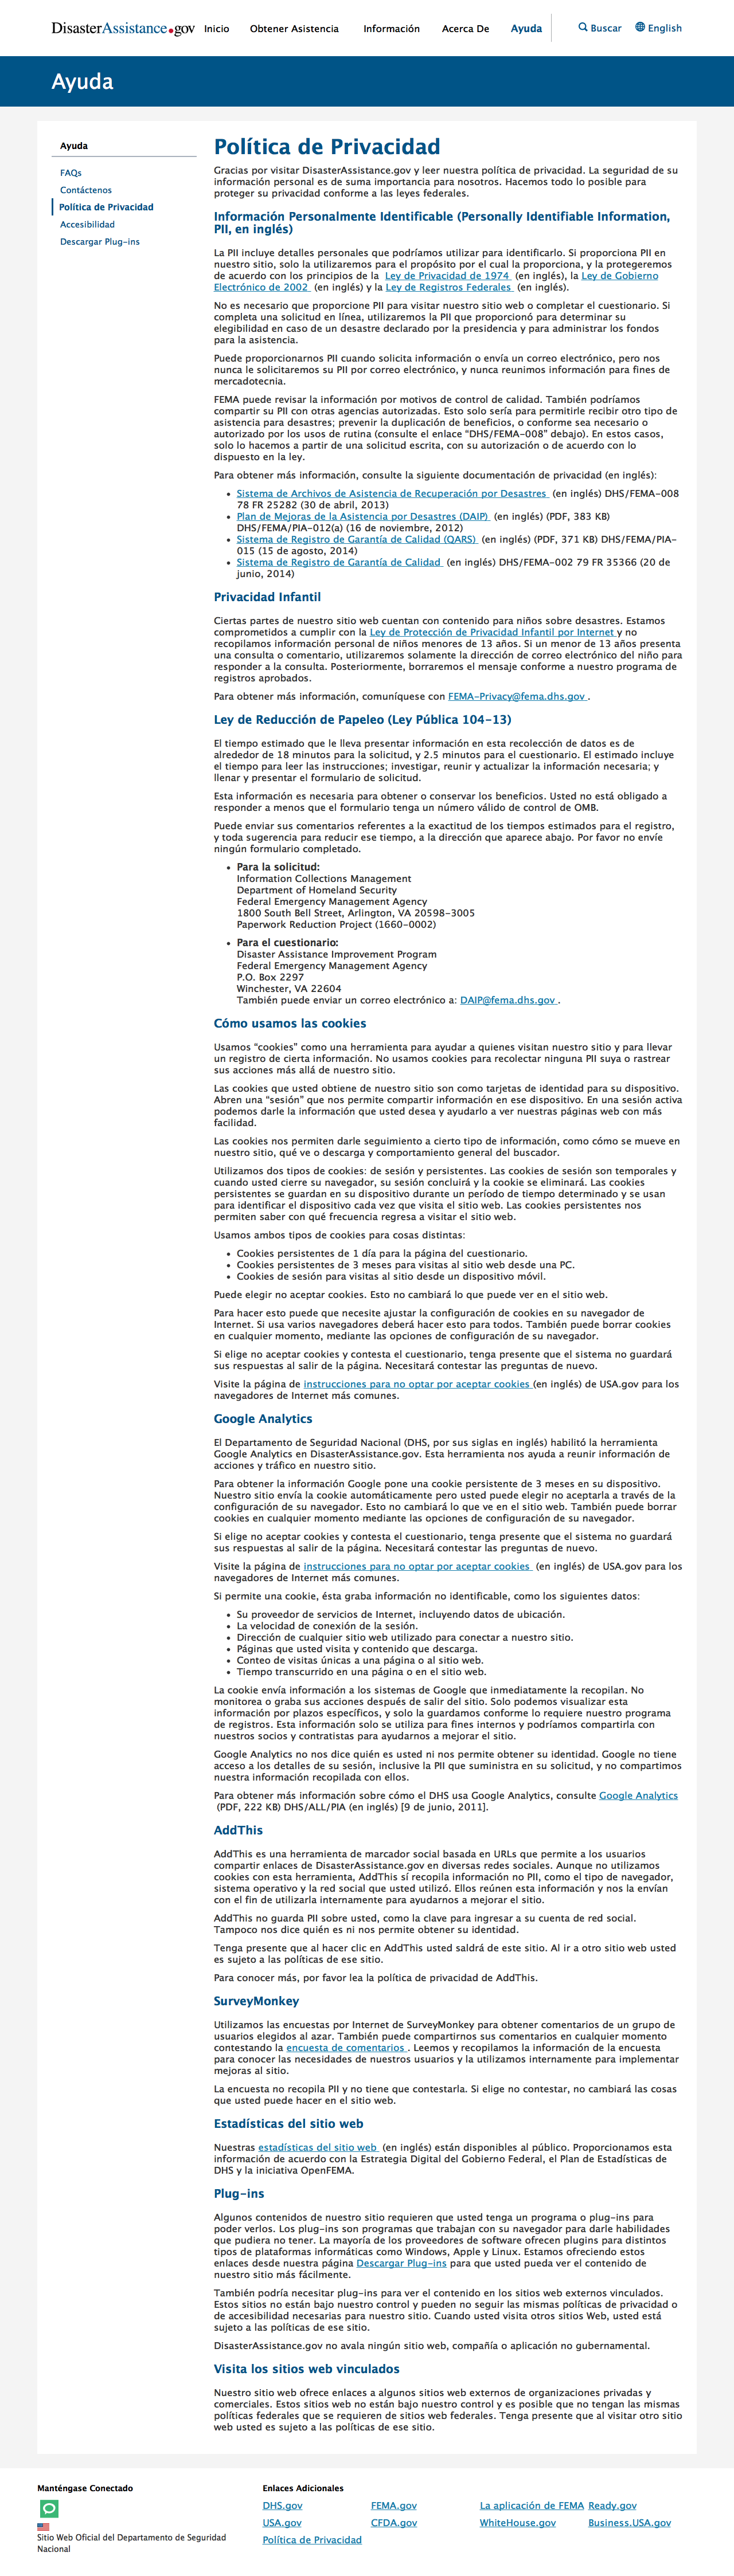 DisasterAssistance.gov Inicio Obtener Asistencia Información Acerca De Ayuda Buscar English
Ayuda
Ayuda
FAQs
Contáctenos
Política de Privacidad
Accesibilidad
Descargar Plug-ins
Política de Privacidad
Gracias por visitar DisasterAssistance.gov y leer nuestra política de privacidad. La seguridad de su
información personal es de suma importancia para nosotros. Hacemos todo lo posible para
proteger su privacidad conforme a las leyes federales.
Información Personalmente Identificable (Personally Identifiable Information,
PII, en inglés)
La PII incluye detalles personales que podríamos utilizar para identificarlo. Si proporciona PII en
nuestro sitio, solo la utilizaremos para el propósito por el cual la proporciona, y la protegeremos
de acuerdo con los principios de la Ley de Privacidad de 1974 (en inglés), la Ley de Gobierno
Electrónico de 2002 (en inglés) y la Ley de Registros Federales (en inglés).
No es necesario que proporcione PII para visitar nuestro sitio web o completar el cuestionario. Si
completa una solicitud en línea, utilizaremos la PII que proporcionó para determinar su
elegibilidad en caso de un desastre declarado por la presidencia y para administrar los fondos
para la asistencia.
Puede proporcionarnos PII cuando solicita información o envía un correo electrónico, pero nos
nunca le solicitaremos su PII por correo electrónico, y nunca reunimos información para fines de
mercadotecnia.
FEMA puede revisar la información por motivos de control de calidad. También podríamos
compartir su PII con otras agencias autorizadas. Esto solo sería para permitirle recibir otro tipo de
asistencia para desastres; prevenir la duplicación de beneficios, o conforme sea necesario o
autorizado por los usos de rutina (consulte el enlace “DHS/FEMA-008” debajo). En estos casos,
solo lo hacemos a partir de una solicitud escrita, con su autorización o de acuerdo con lo
dispuesto en la ley.
Para obtener más información, consulte la siguiente documentación de privacidad (en inglés):
• Sistema de Archivos de Asistencia de Recuperación por Desastres (en inglés) DHS/FEMA-008
78 FR 25282 (30 de abril, 2013)
• Plan de Mejoras de la Asistencia por Desastres (DAIP) (en inglés) (PDF, 383 KB)
DHS/FEMA/PIA-012(a) (16 de noviembre, 2012)
• Sistema de Registro de Garantía de Calidad (QARS) (en inglés) (PDF, 371 KB) DHS/FEMA/PIA-
015 (15 de agosto, 2014)
• Sistema de Registro de Garantía de Calidad (en inglés) DHS/FEMA-002 79 FR 35366 (20 de
junio, 2014)
Privacidad Infantil
Ciertas partes de nuestro sitio web cuentan con contenido para niños sobre desastres. Estamos
comprometidos a cumplir con la Ley de Protección de Privacidad Infantil por Internet y no
recopilamos información personal de niños menores de 13 años. Si un menor de 13 años presenta
una consulta o comentario, utilizaremos solamente la dirección de correo electrónico del niño para
responder a la consulta. Posteriormente, borraremos el mensaje conforme a nuestro programa de
registros aprobados.
Para obtener más información, comuníquese con FEMA-Privacy@fema.dhs.gov .
Ley de Reducción de Papeleo (Ley Pública 104-13)
El tiempo estimado que le lleva presentar información en esta recolección de datos es de
alrededor de 18 minutos para la solicitud, y 2.5 minutos para el cuestionario. El estimado incluye
el tiempo para leer las instrucciones; investigar, reunir y actualizar la información necesaria; y
llenar y presentar el formulario de solicitud.
Esta información es necesaria para obtener o conservar los beneficios. Usted no está obligado a
responder a menos que el formulario tenga un número válido de control de OMB.
Puede enviar sus comentarios referentes a la exactitud de los tiempos estimados para el registro,
y toda sugerencia para reducir ese tiempo, a la dirección que aparece abajo. Por favor no envíe
ningún formulario completado.
• Para la solicitud:
Information Collections Management
Department of Homeland Security
Federal Emergency Management Agency
1800 South Bell Street, Arlington, VA 20598-3005
Paperwork Reduction Project (1660-0002)
• Para el cuestionario:
Disaster Assistance Improvement Program
Federal Emergency Management Agency
P.O. Box 2297
Winchester, VA 22604
También puede enviar un correo electrónico a: DAIP@fema.dhs.gov .
Cómo usamos las cookies
Usamos “cookies” como una herramienta para ayudar a quienes visitan nuestro sitio y para llevar
un registro de cierta información. No usamos cookies para recolectar ninguna PII suya o rastrear
sus acciones más allá de nuestro sitio.
Las cookies que usted obtiene de nuestro sitio son como tarjetas de identidad para su dispositivo.
Abren una “sesión” que nos permite compartir información en ese dispositivo. En una sesión activa
podemos darle la información que usted desea y ayudarlo a ver nuestras páginas web con más
facilidad.
Las cookies nos permiten darle seguimiento a cierto tipo de información, como cómo se mueve en
nuestro sitio, qué ve o descarga y comportamiento general del buscador.
Utilizamos dos tipos de cookies: de sesión y persistentes. Las cookies de sesión son temporales y
cuando usted cierre su navegador, su sesión concluirá y la cookie se eliminará. Las cookies
persistentes se guardan en su dispositivo durante un período de tiempo determinado y se usan
para identificar el dispositivo cada vez que visita el sitio web. Las cookies persistentes nos
permiten saber con qué frecuencia regresa a visitar el sitio web.
Usamos ambos tipos de cookies para cosas distintas:
• Cookies persistentes de 1 día para la página del cuestionario.
• Cookies persistentes de 3 meses para visitas al sitio web desde una PC.
• Cookies de sesión para visitas al sitio desde un dispositivo móvil.
Puede elegir no aceptar cookies. Esto no cambiará lo que puede ver en el sitio web.
Para hacer esto puede que necesite ajustar la configuración de cookies en su navegador de
Internet. Si usa varios navegadores deberá hacer esto para todos. También puede borrar cookies
en cualquier momento, mediante las opciones de configuración de su navegador.
Si elige no aceptar cookies y contesta el cuestionario, tenga presente que el sistema no guardará
sus respuestas al salir de la página. Necesitará contestar las preguntas de nuevo.
Visite la página de instrucciones para no optar por aceptar cookies (en inglés) de USA.gov para los
navegadores de Internet más comunes.
Google Analytics
El Departamento de Seguridad Nacional (DHS, por sus siglas en inglés) habilitó la herramienta
Google Analytics en DisasterAssistance.gov. Esta herramienta nos ayuda a reunir información de
acciones y tráfico en nuestro sitio.
Para obtener la información Google pone una cookie persistente de 3 meses en su dispositivo.
Nuestro sitio envía la cookie automáticamente pero usted puede elegir no aceptarla a través de la
configuración de su navegador. Esto no cambiará lo que ve en el sitio web. También puede borrar
cookies en cualquier momento mediante las opciones de configuración de su navegador.
Si elige no aceptar cookies y contesta el cuestionario, tenga presente que el sistema no guardará
sus respuestas al salir de la página. Necesitará contestar las preguntas de nuevo.
Visite la página de instrucciones para no optar por aceptar cookies (en inglés) de USA.gov para los
navegadores de Internet más comunes.
Si permite una cookie, ésta graba información no identificable, como los siguientes datos:
• Su proveedor de servicios de Internet, incluyendo datos de ubicación.
• La velocidad de conexión de la sesión.
• Dirección de cualquier sitio web utilizado para conectar a nuestro sitio.
• Páginas que usted visita y contenido que descarga.
• Conteo de visitas únicas a una página o al sitio web.
• Tiempo transcurrido en una página o en el sitio web.
La cookie envía información a los sistemas de Google que inmediatamente la recopilan. No
monitorea o graba sus acciones después de salir del sitio. Solo podemos visualizar esta
información por plazos específicos, y solo la guardamos conforme lo requiere nuestro programa
de registros. Esta información solo se utiliza para fines internos y podríamos compartirla con
nuestros socios y contratistas para ayudarnos a mejorar el sitio.
Google Analytics no nos dice quién es usted ni nos permite obtener su identidad. Google no tiene
acceso a los detalles de su sesión, inclusive la PII que suministra en su solicitud, y no compartimos
nuestra información recopilada con ellos.
Para obtener más información sobre cómo el DHS usa Google Analytics, consulte Google Analytics
(PDF, 222 KB) DHS/ALL/PIA (en inglés) [9 de junio, 2011].
AddThis
AddThis es una herramienta de marcador social basada en URLs que permite a los usuarios
compartir enlaces de DisasterAssistance.gov en diversas redes sociales. Aunque no utilizamos
cookies con esta herramienta, AddThis sí recopila información no PII, como el tipo de navegador,
sistema operativo y la red social que usted utilizó. Ellos reúnen esta información y nos la envían
con el fin de utilizarla internamente para ayudarnos a mejorar el sitio.
AddThis no guarda PII sobre usted, como la clave para ingresar a su cuenta de red social.
Tampoco nos dice quién es ni nos permite obtener su identidad.
Tenga presente que al hacer clic en AddThis usted saldrá de este sitio. Al ir a otro sitio web usted
es sujeto a las políticas de ese sitio.
Para conocer más, por favor lea la política de privacidad de AddThis.
SurveyMonkey
Utilizamos las encuestas por Internet de SurveyMonkey para obtener comentarios de un grupo de
usuarios elegidos al azar. También puede compartirnos sus comentarios en cualquier momento
contestando la encuesta de comentarios . Leemos y recopilamos la información de la encuesta
para conocer las necesidades de nuestros usuarios y la utilizamos internamente para implementar
mejoras al sitio.
La encuesta no recopila PII y no tiene que contestarla. Si elige no contestar, no cambiará las cosas
que usted puede hacer en el sitio web.
Estadísticas del sitio web
Nuestras estadísticas del sitio web (en inglés) están disponibles al público. Proporcionamos esta
información de acuerdo con la Estrategia Digital del Gobierno Federal, el Plan de Estadísticas de
DHS y la iniciativa OpenFEMA.
Plug-ins
Algunos contenidos de nuestro sitio requieren que usted tenga un programa o plug-ins para
poder verlos. Los plug-ins son programas que trabajan con su navegador para darle habilidades
que pudiera no tener. La mayoría de los proveedores de software ofrecen plugins para distintos
tipos de plataformas informáticas como Windows, Apple y Linux. Estamos ofreciendo estos
enlaces desde nuestra página Descargar Plug-ins para que usted pueda ver el contenido de
nuestro sitio más fácilmente.
También podría necesitar plug-ins para ver el contenido en los sitios web externos vinculados.
Estos sitios no están bajo nuestro control y pueden no seguir las mismas políticas de privacidad o
de accesibilidad necesarias para nuestro sitio. Cuando usted visita otros sitios Web, usted está
sujeto a las políticas de ese sitio.
DisasterAssistance.gov no avala ningún sitio web, compañía o aplicación no gubernamental.
Visita los sitios web vinculados
Nuestro sitio web ofrece enlaces a algunos sitios web externos de organizaciones privadas y
comerciales. Estos sitios web no están bajo nuestro control y es posible que no tengan las mismas
políticas federales que se requieren de sitios web federales. Tenga presente que al visitar otro sitio
web usted es sujeto a las políticas de ese sitio.
Manténgase Conectado
Sitio Web Oficial del Departamento de Seguridad
Nacional
Enlaces Adicionales
DHS.gov FEMA.gov La aplicación de FEMA Ready.gov
USA.gov CFDA.gov WhiteHouse.gov Business.USA.gov
Política de Privacidad